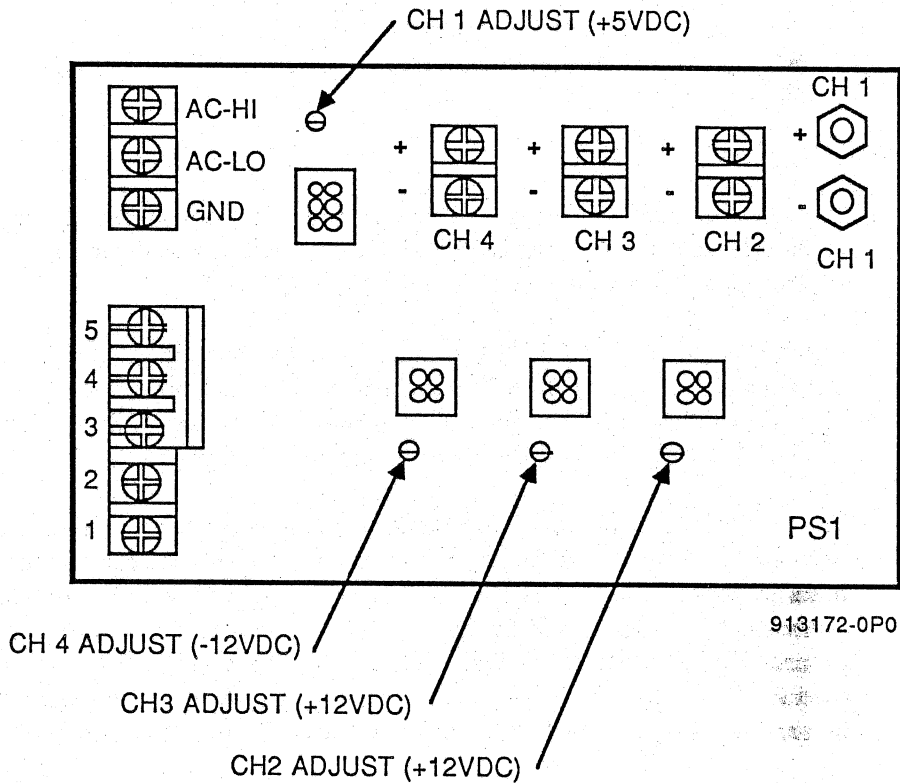 CH 1 ADJUST (+5VDC)
CH 1
AC-HI
+
+
+
+
AC-LO
-
-
-
-
GND
CH 4
CH 3
CH 2
CH 1
5
4
3
2
1
PS1
913172-0P0
CH 4 ADJUST (-12VDC)
CH3 ADJUST (+12VDC)
CH2 ADJUST (+12VDC)